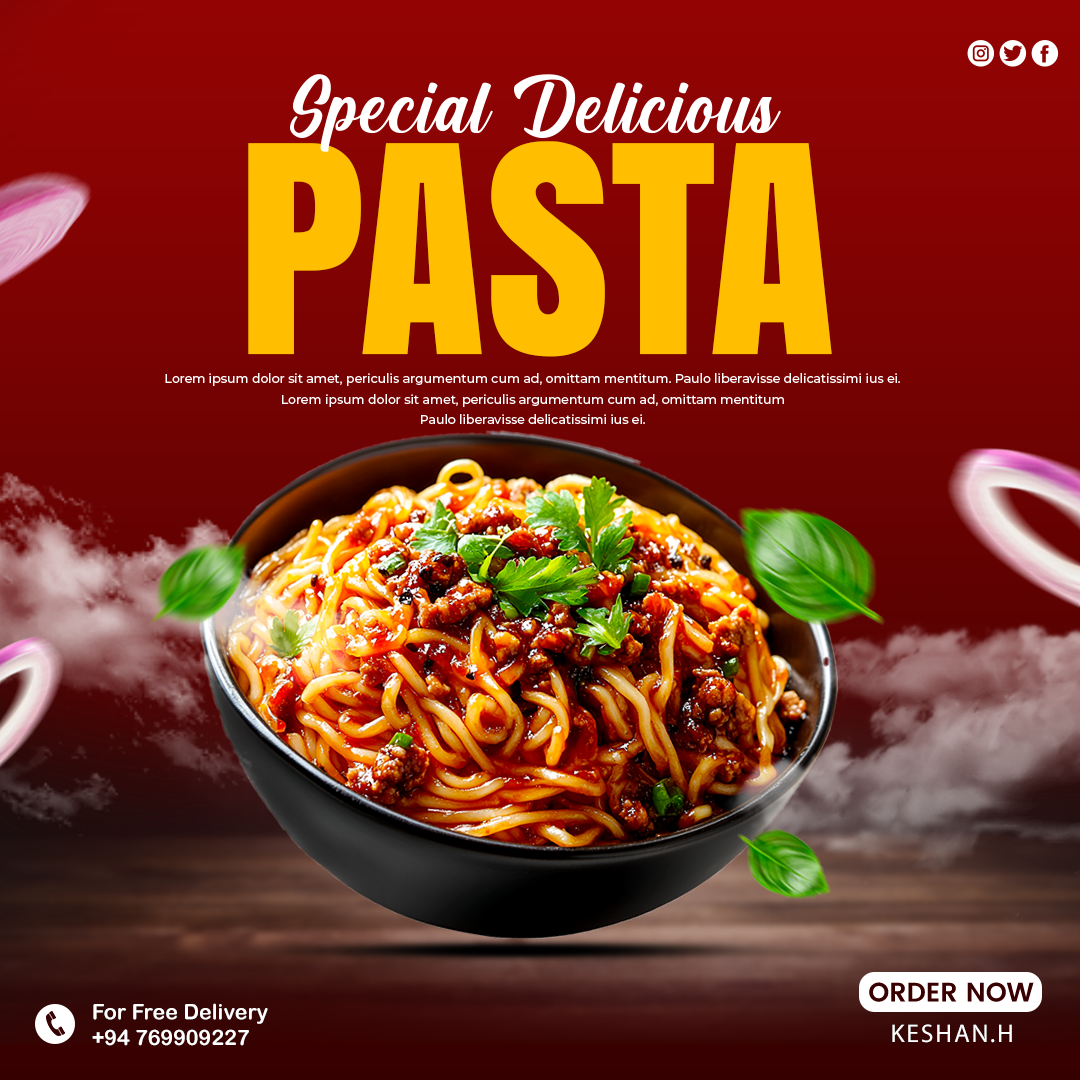 Special Delicious
PASTA
Lorem ipsum dolor sit amet, periculis argumentum cum ad, omittam mentitum. Paulo liberavisse delicatissimi ius ei.
Lorem ipsum dolor sit amet, periculis argumentum cum ad, omittam mentitum
Paulo liberavisse delicatissimi ius ei.
For Free Delivery
+94 769909227
ORDER NOW
KESHAN.H